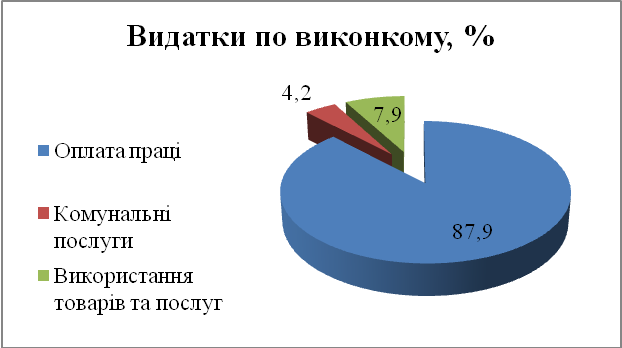 Видатки по виконкому, %
4,2
7,9
Оплата праці
Комунальні
послуги
87,9
Використання
товарів та послуг